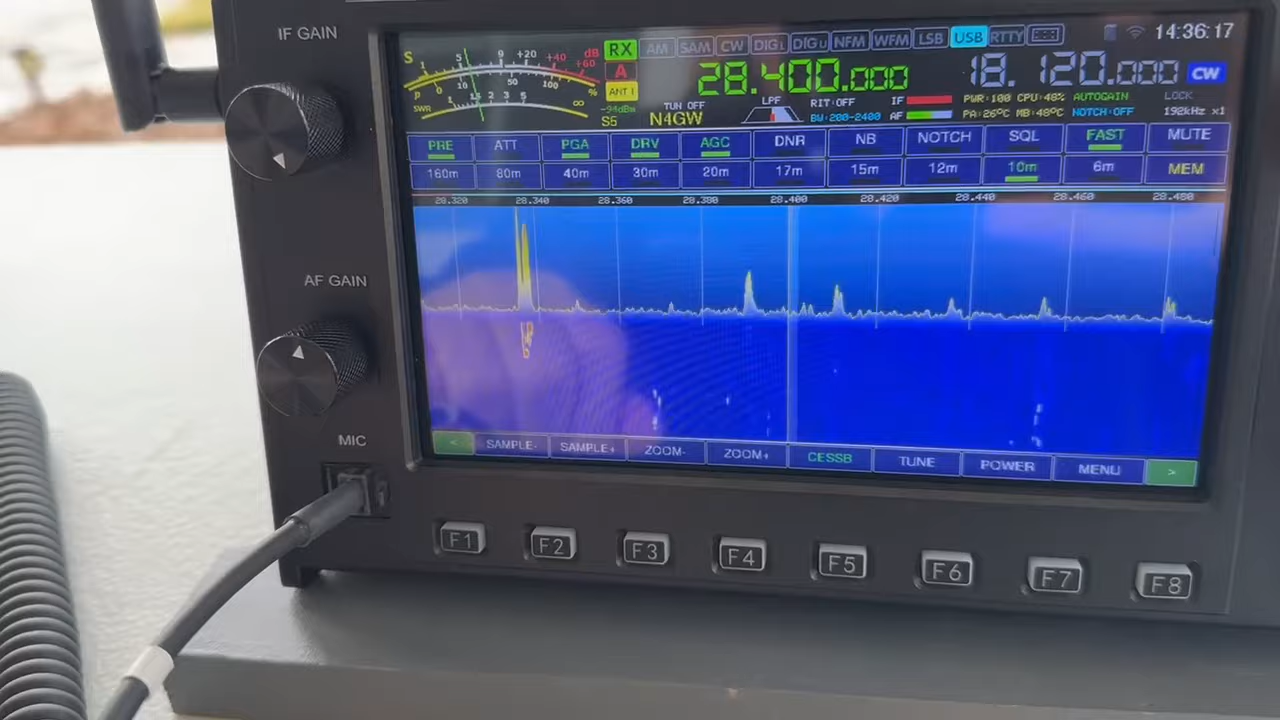 IF GAIN
AF GAIN
MIC
S 1 5 9 +20 +40 +60 dB
P 0 10 50 100 %
SWR 1 2 3 5 ∞
RX AM SAM CW DIGL DIGU NFM WFM LSB USB RTTY 14:36:17
A 28.400.000 18.120.000 CW
ANT 1
-94dBm TUN OFF LPF RIT:OFF IF PWR:100 CPU:48% AUTOGAIN LOCK
S5 N4GW BW:200-2400 AF PA:26°C MB:48°C NOTCH:OFF 192kHz x1
PRE ATT PGA DRV AGC DNR NB NOTCH SQL FAST MUTE
160m 80m 40m 30m 20m 17m 15m 12m 10m 6m MEM
28.320 28.340 28.360 28.380 28.400 28.420 28.440 28.460 28.480
< SAMPLE- SAMPLE+ ZOOM- ZOOM+ CESSB TUNE POWER MENU >
F1 F2 F3 F4 F5 F6 F7 F8